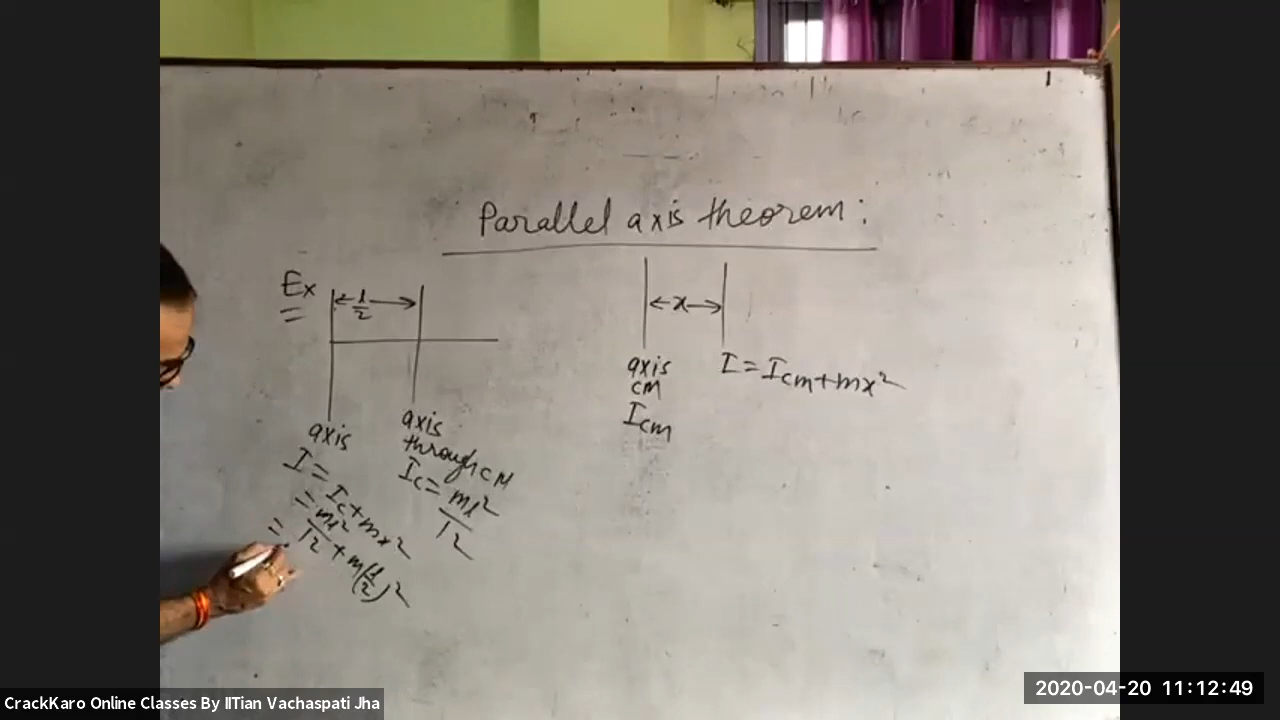 Parallel axis theorem:
Ex
l/2
axis
axis
through CM
I = Ic + mx²
= ml²/12 + m(l/2)²
=
Ic = ml²/12
x
axis
CM
Icm
I = Icm + mx²
CrackKaro Online Classes By IITian Vachaspati Jha
2020-04-20 11:12:49